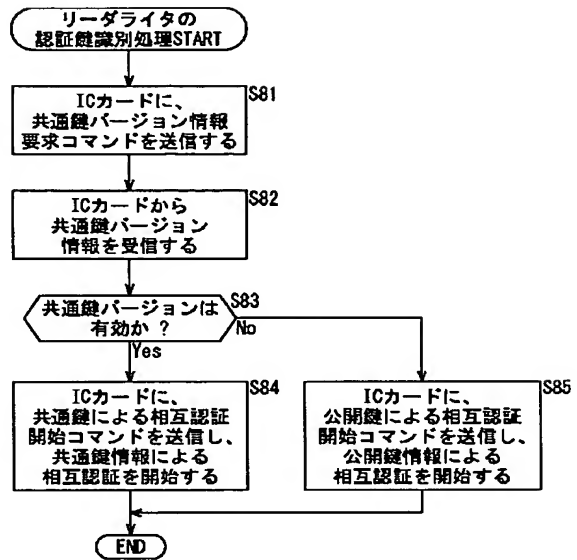 リーダライタの
認証鍵識別処理START
ICカードに、
共通鍵バージョン情報
要求コマンドを送信する
S81
ICカードから
共通鍵バージョン
情報を受信する
S82
共通鍵バージョンは
有効か ?
S83
No
Yes
ICカードに、
共通鍵による相互認証
開始コマンドを送信し、
共通鍵情報による
相互認証を開始する
S84
ICカードに、
公開鍵による相互認証
開始コマンドを送信し、
公開鍵情報による
相互認証を開始する
S85
END